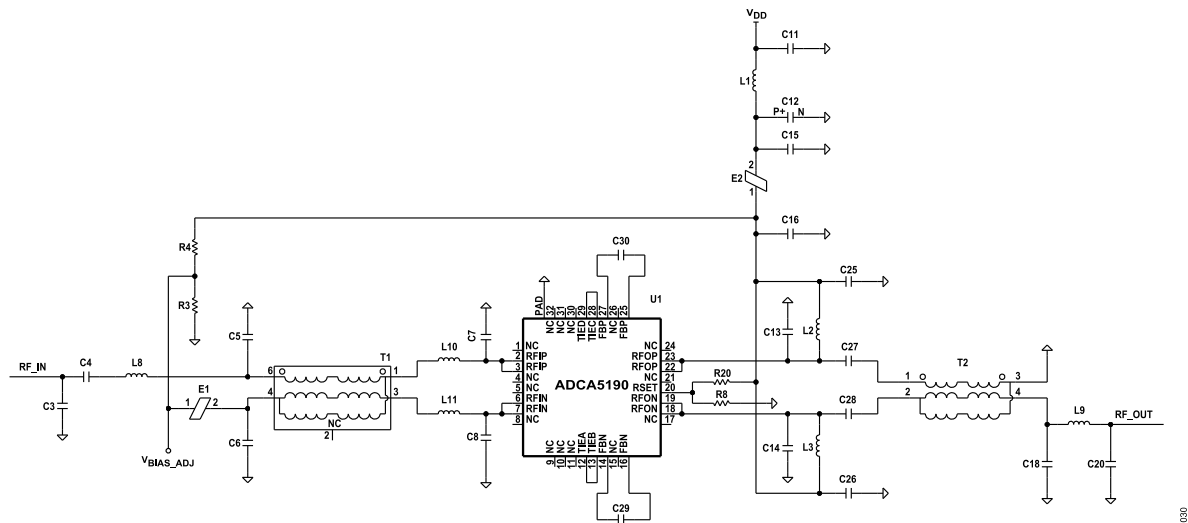 VDD
C11
L1
C12
P+ N
C15
2
E2
1
C16
R4
R3
C30
C25
U1
PAD
NC 32
NC 31
NC 30
TIED 29
TIEC 28
FBP 27
NC 26
FBP 25
C5
C7
C13
L2
C27
T1
6
1
4
3
NC
2
L10
L11
1 NC
2 RFIP
3 RFIP
4 NC
5 NC
6 RFIN
7 RFIN
8 NC
ADCA5190
NC 24
RFOP 23
RFOP 22
NC 21
RSET 20
RFON 19
RFON 18
NC 17
R20
R8
T2
1
3
2
4
C28
RF_IN
C4
L8
C3
E1
1
2
C6
VBIAS_ADJ
C8
NC 9
NC 10
NC 11
TIEA 12
TIEB 13
FBN 14
NC 15
FBN 16
C29
C14
L3
C26
L9
RF_OUT
C18
C20
030